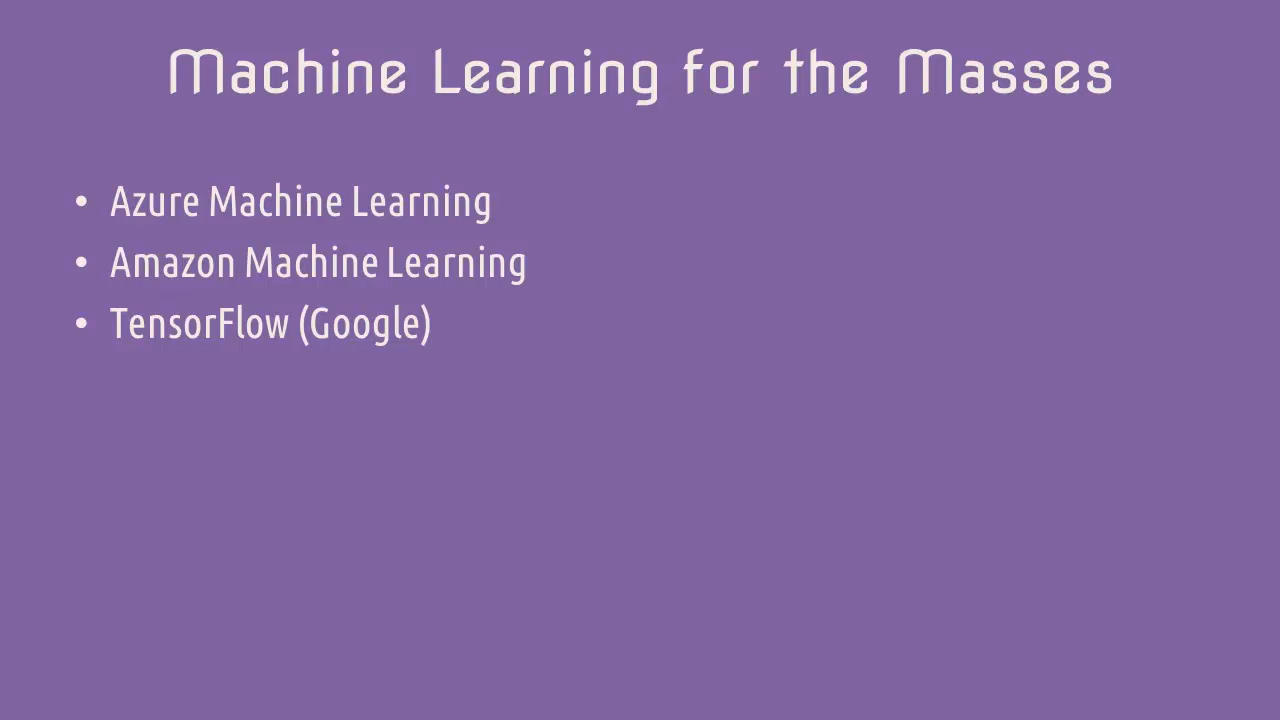 Machine Learning for the Masses
• Azure Machine Learning
• Amazon Machine Learning
• TensorFlow (Google)